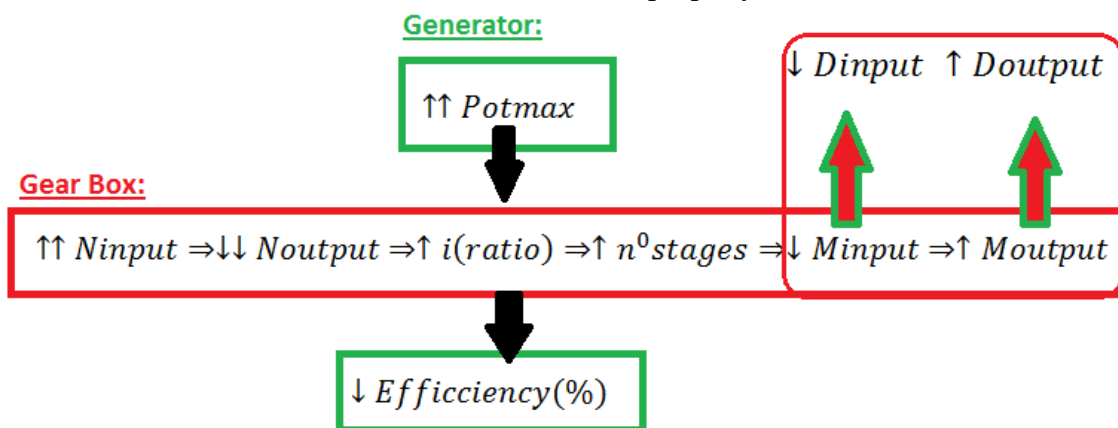 Generator:
↓ Dinput ↑ Doutput
↑↑ Potmax
Gear Box:
↑↑ Ninput ⇒↓↓ Noutput ⇒↑ i(ratio) ⇒↑ n⁰stages ⇒↓ Minput ⇒↑ Moutput
↓ Efficciency(%)